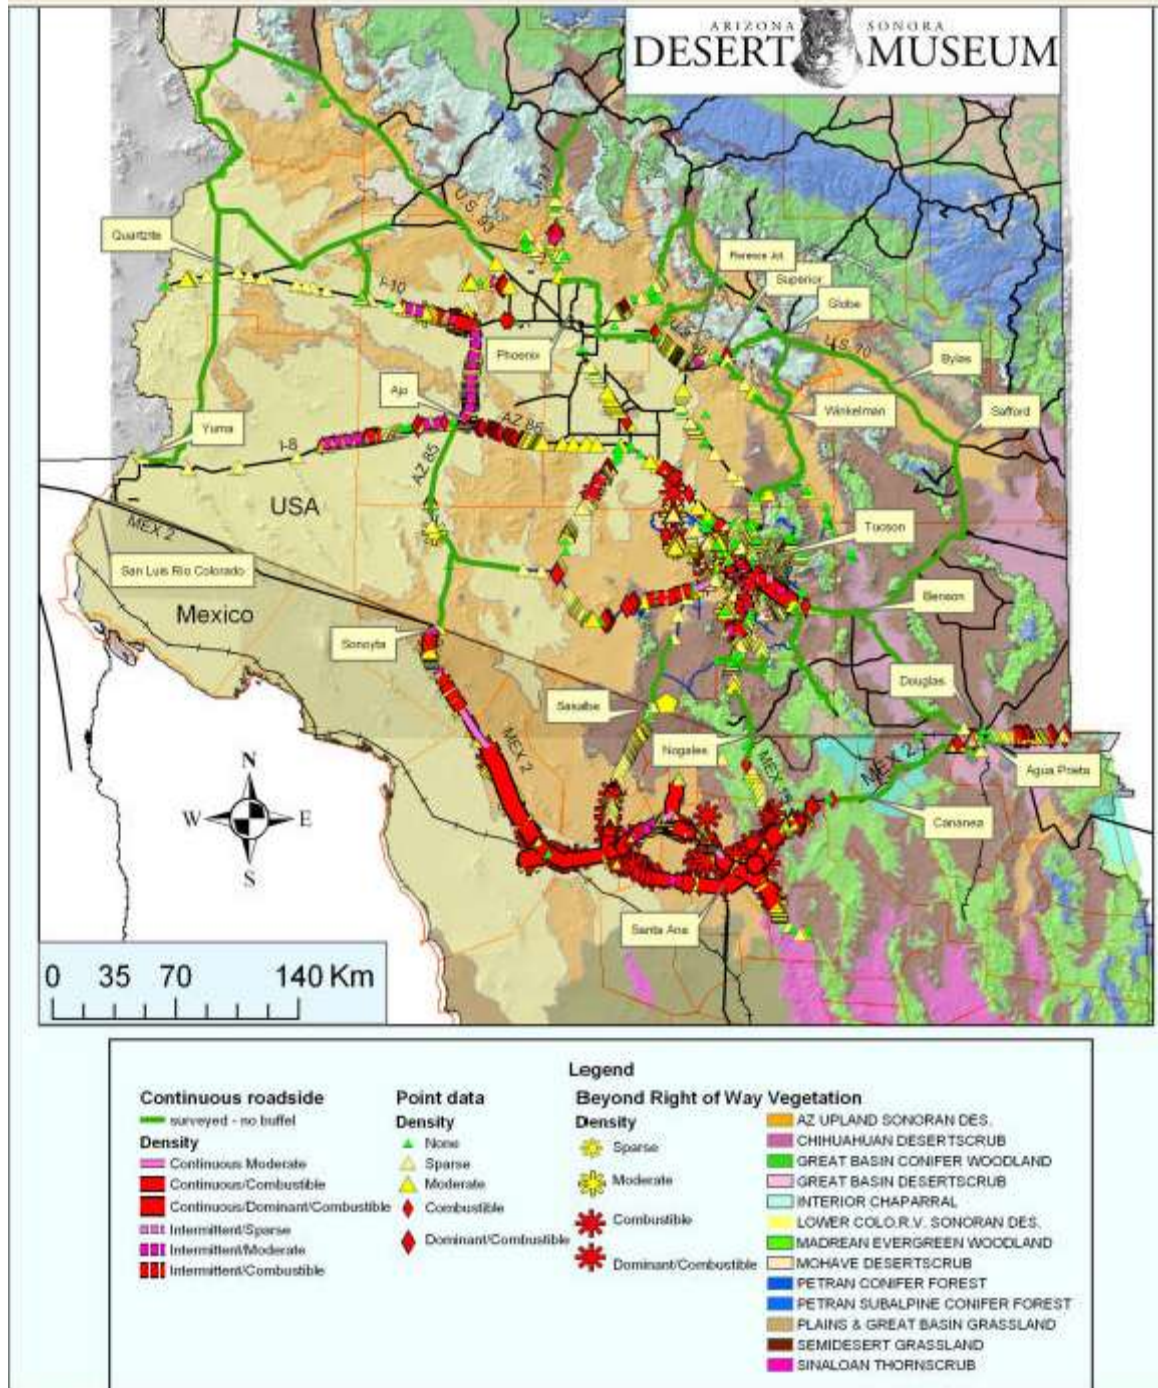 ARIZONA SONORA
DESERT MUSEUM
U.S. 93
Quartzite
I-10
Florence Jct.
Superior
Globe
U.S. 70
Phoenix
Bylas
Ajo
Winkelman
Safford
Yuma
I-8
AZ 85
AZ 85
USA
MEX 2
Tucson
San Luis Rio Colorado
Benson
Mexico
Sonoyta
Douglas
Sasalbe
MEX 2
Nogales
MEX
MEX 2
Agua Prieta
Cananea
N
W E
S
Santa Ana
0 35 70 140 Km
Legend
Continuous roadside
surveyed - no buffel
Density
Continuous Moderate
Continuous/Combustible
Continuous/Dominant/Combustible
Intermittent/Sparse
Intermittent/Moderate
Intermittent/Combustible
Point data
Density
None
Sparse
Moderate
Combustible
Dominant/Combustible
Beyond Right of Way Vegetation
Density
Sparse
Moderate
Combustible
Dominant/Combustible
AZ UPLAND SONORAN DES.
CHIHUAHUAN DESERTSCRUB
GREAT BASIN CONIFER WOODLAND
GREAT BASIN DESERTSCRUB
INTERIOR CHAPARRAL
LOWER COLO.R.V. SONORAN DES.
MADREAN EVERGREEN WOODLAND
MOHAVE DESERTSCRUB
PETRAN CONIFER FOREST
PETRAN SUBALPINE CONIFER FOREST
PLAINS & GREAT BASIN GRASSLAND
SEMIDESERT GRASSLAND
SINALOAN THORNSCRUB